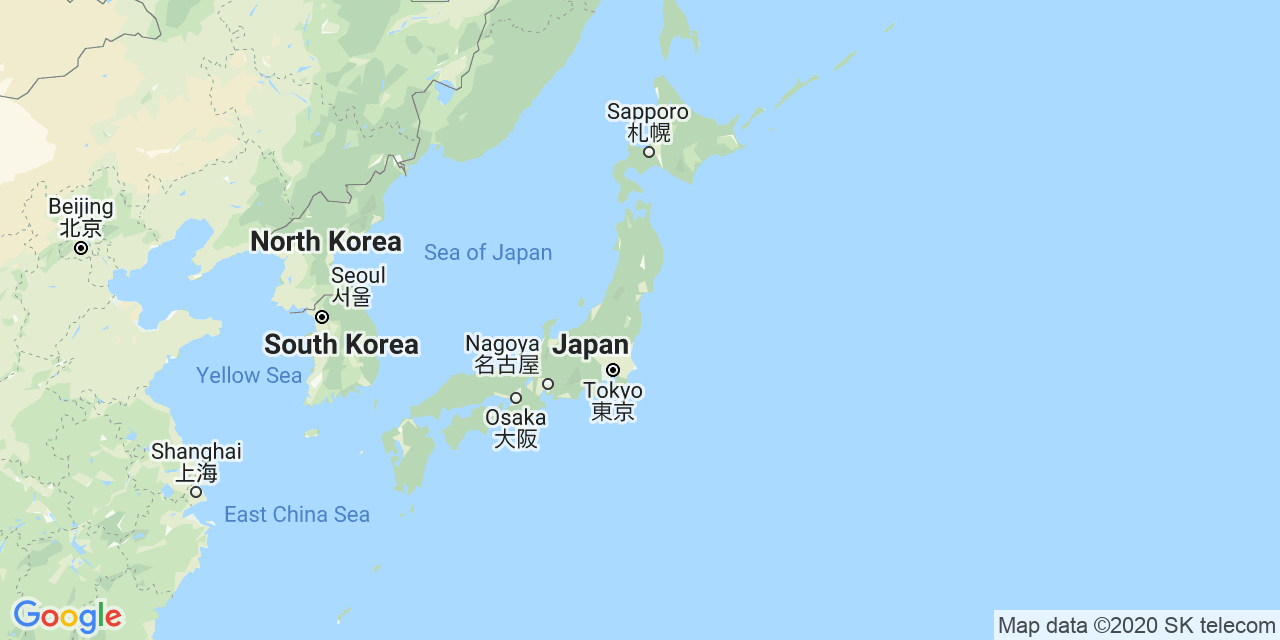 Sapporo
札幌
Beijing
北京
North Korea
Sea of Japan
Seoul
서울
South Korea
Nagoya
名古屋
Japan
Yellow Sea
Tokyo
東京
Osaka
大阪
Shanghai
上海
East China Sea
Google
Map data ©2020 SK telecom